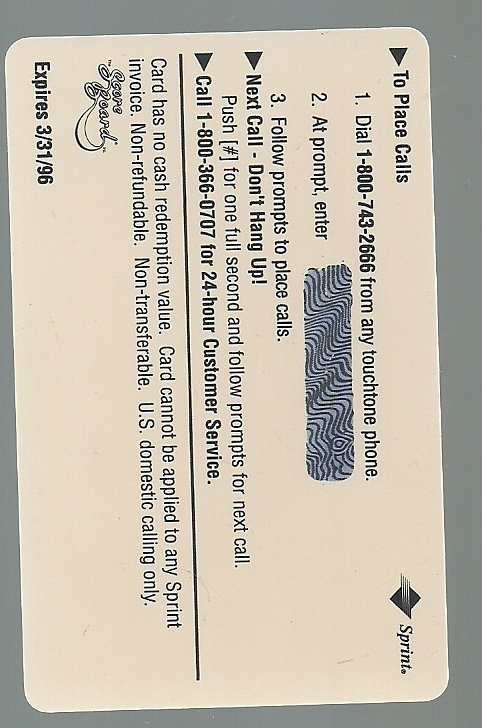 ▶ To Place Calls
Sprint®
1. Dial 1-800-743-2666 from any touchtone phone.
2. At prompt, enter
3. Follow prompts to place calls.
▶ Next Call - Don't Hang Up!
Push [#] for one full second and follow prompts for next call.
▶ Call 1-800-366-0707 for 24-hour Customer Service.
Card has no cash redemption value. Card cannot be applied to any Sprint
invoice. Non-refundable. Non-transferable. U.S. domestic calling only.
Score Board™
Expires 3/31/96